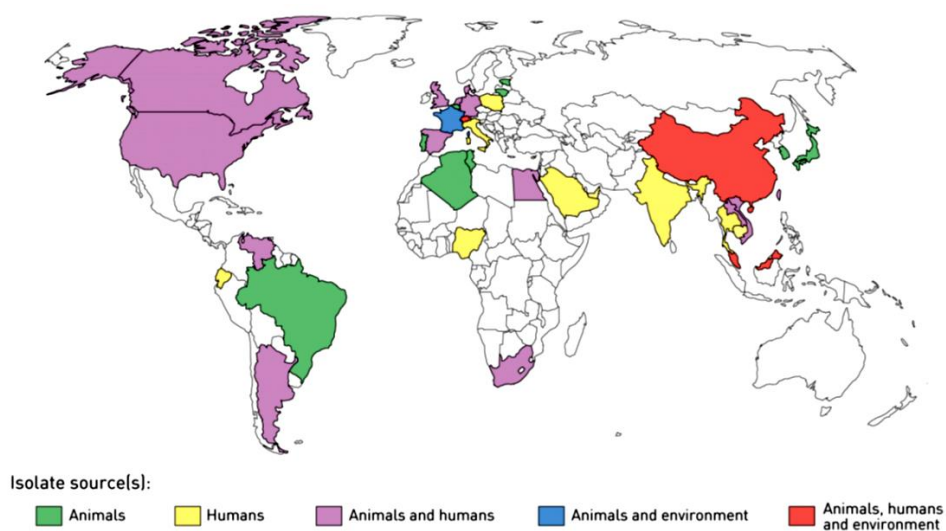 Isolate source(s):
Animals
Humans
Animals and humans
Animals and environment
Animals, humans
and environment